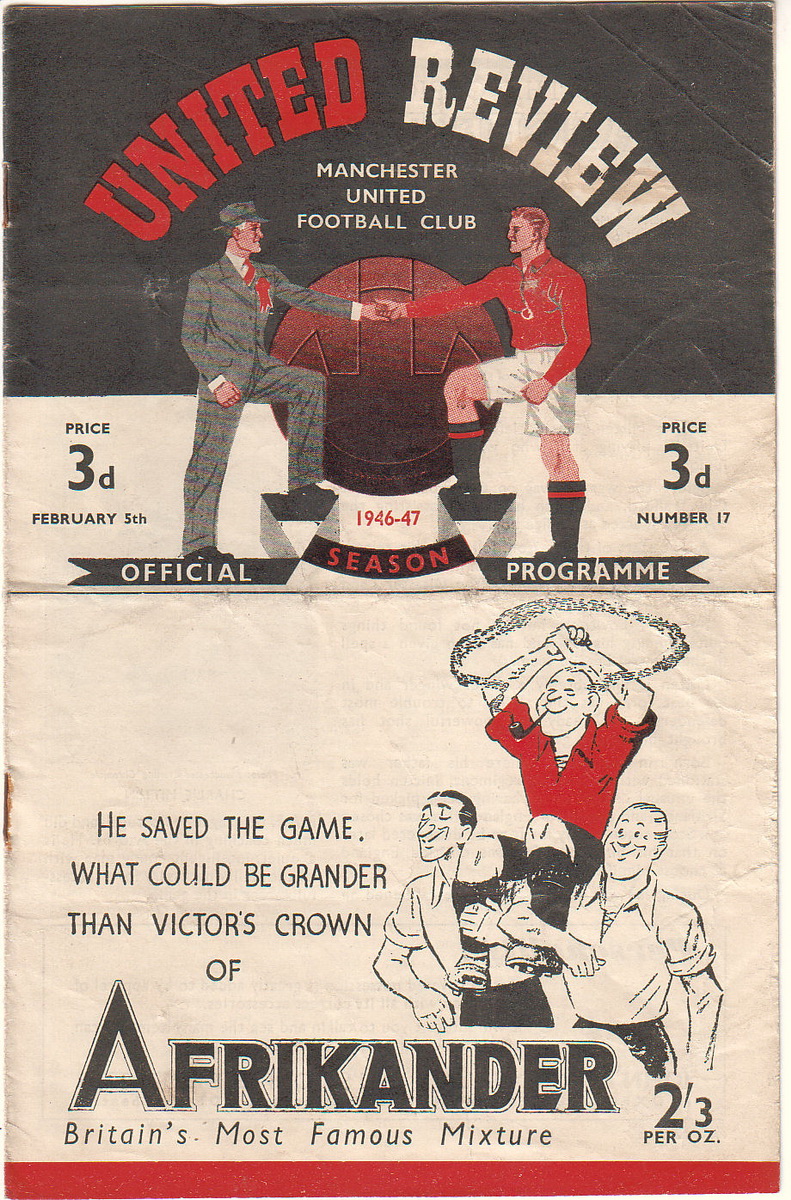 UNITED REVIEW
MANCHESTER
UNITED
FOOTBALL CLUB
PRICE
3d
FEBRUARY 5th
PRICE
3d
NUMBER 17
1946-47
OFFICIAL SEASON PROGRAMME
HE SAVED THE GAME.
WHAT COULD BE GRANDER
THAN VICTOR'S CROWN
OF
AFRIKANDER
Britain's Most Famous Mixture
2/3
PER OZ.